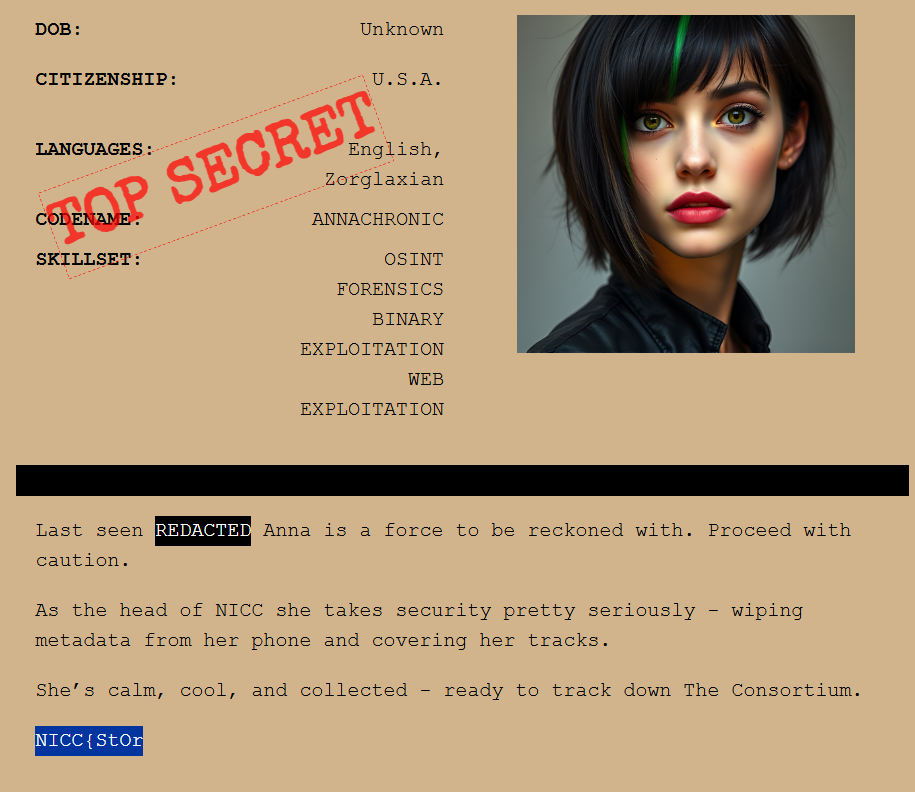 DOB: Unknown
CITIZENSHIP: U.S.A.
LANGUAGES: English,
Zorglaxian
TOP SECRET
CODENAME: ANNACHRONIC
SKILLSET: OSINT
FORENSICS
BINARY
EXPLOITATION
WEB
EXPLOITATION
Last seen REDACTED Anna is a force to be reckoned with. Proceed with
caution.
As the head of NICC she takes security pretty seriously – wiping
metadata from her phone and covering her tracks.
She’s calm, cool, and collected – ready to track down The Consortium.
NICC{StOr